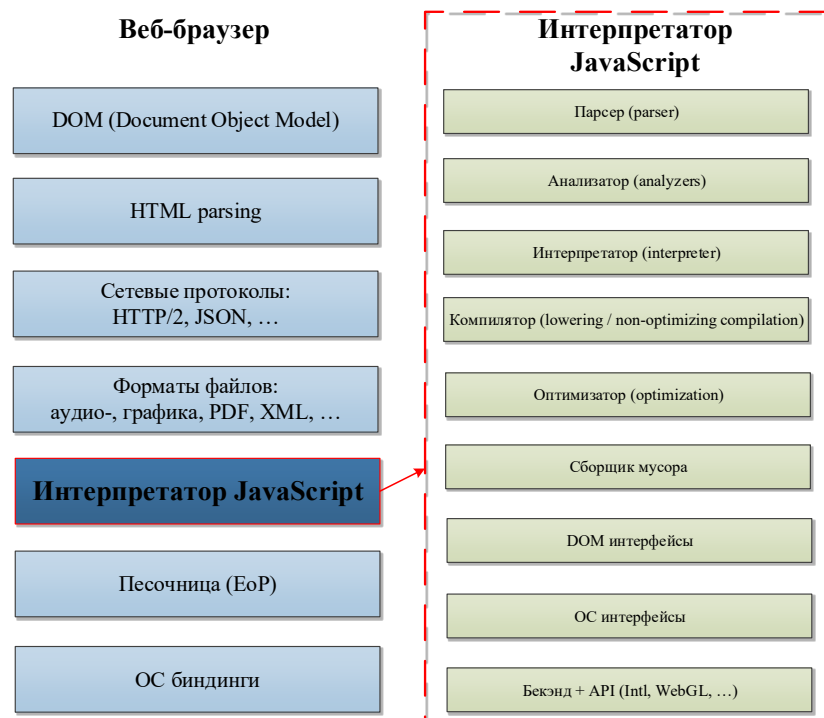 Веб-браузер
DOM (Document Object Model)
HTML parsing
Сетевые протоколы:
HTTP/2, JSON, …
Форматы файлов:
аудио-, графика, PDF, XML, …
Интерпретатор JavaScript
Песочница (EoP)
ОС биндинги
Интерпретатор
JavaScript
Парсер (parser)
Анализатор (analyzers)
Интерпретатор (interpreter)
Компилятор (lowering / non-optimizing compilation)
Оптимизатор (optimization)
Сборщик мусора
DOM интерфейсы
ОС интерфейсы
Бекэнд + API (Intl, WebGL, …)